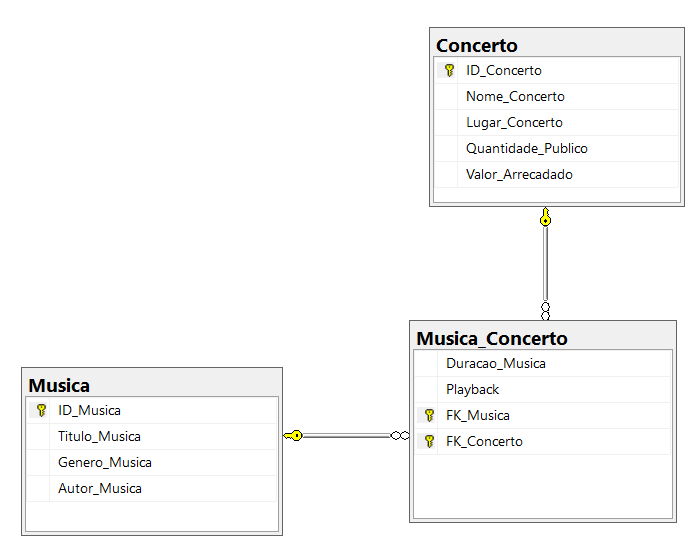 Concerto
ID_Concerto
Nome_Concerto
Lugar_Concerto
Quantidade_Publico
Valor_Arrecadado
Musica_Concerto
Duracao_Musica
Playback
FK_Musica
FK_Concerto
Musica
ID_Musica
Titulo_Musica
Genero_Musica
Autor_Musica